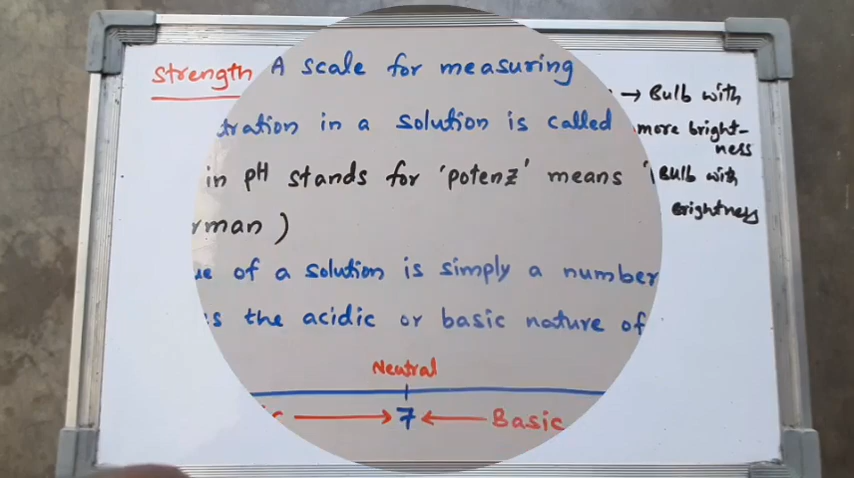 strength A scale for measuring
→ Bulb with
tration in a solution is called
more bright-
ness
in pH stands for 'potenz' means
Bulb with
rman )
Brightness
ue of a solution is simply a number
s the acidic or basic nature of
Neutral
7
Basic